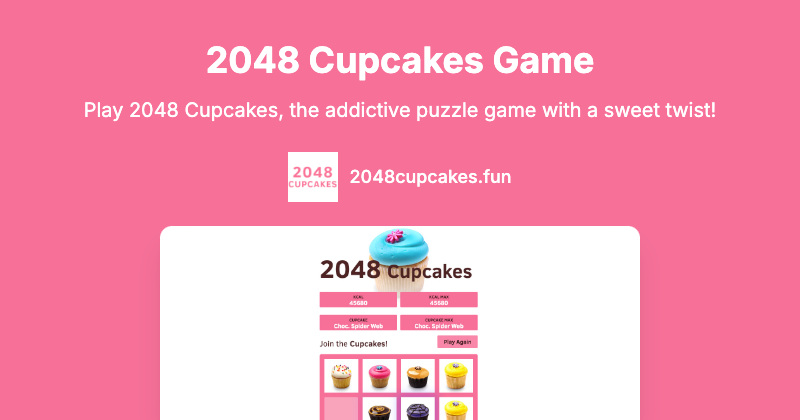 2048 Cupcakes Game
Play 2048 Cupcakes, the addictive puzzle game with a sweet twist!
2048
CUPCAKES
2048cupcakes.fun
2048 Cupcakes
KCAL
45680
KCAL MAX
45680
CUPCAKE
Choc. Spider Web
CUPCAKE MAX
Choc. Spider Web
Join the Cupcakes!
Play Again